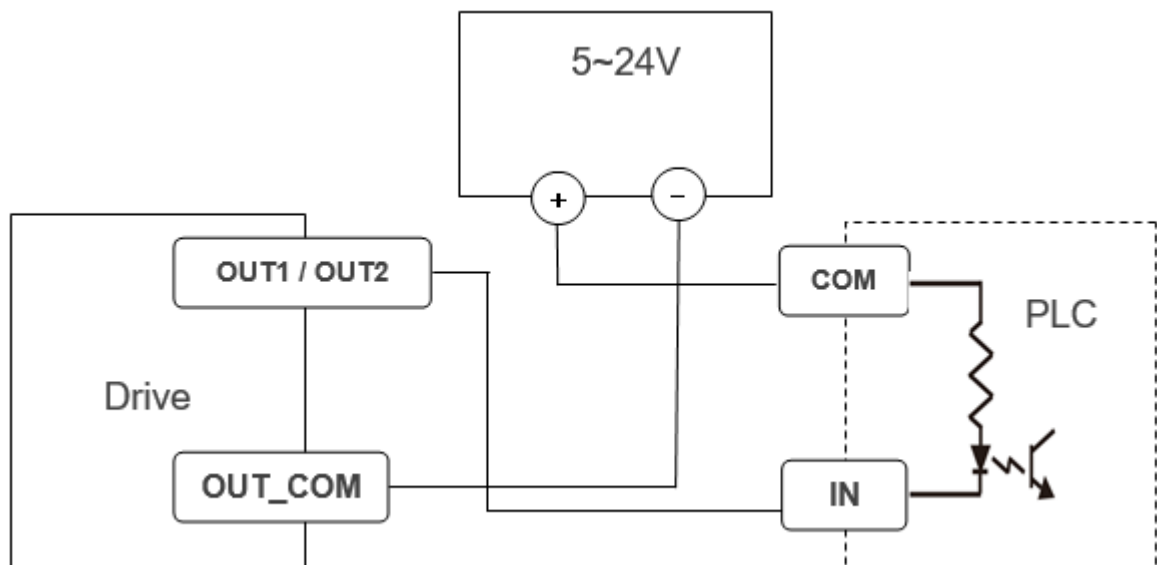 5~24V
+
−
OUT1 / OUT2
COM
PLC
Drive
OUT_COM
IN